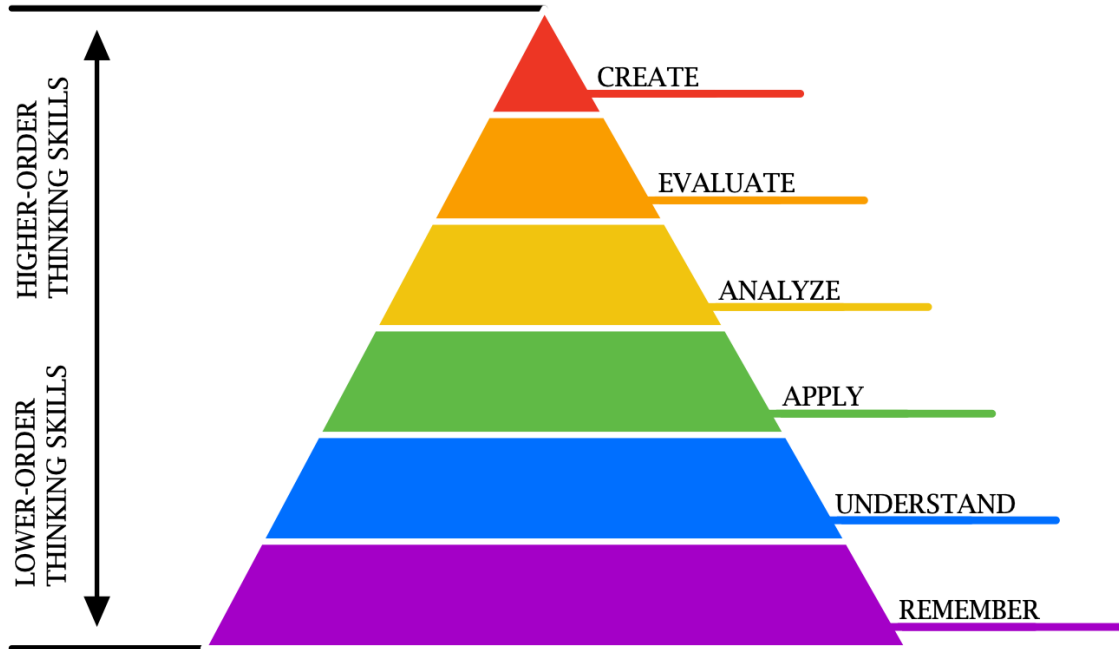 HIGHER-ORDER
THINKING SKILLS
LOWER-ORDER
THINKING SKILLS
CREATE
EVALUATE
ANALYZE
APPLY
UNDERSTAND
REMEMBER